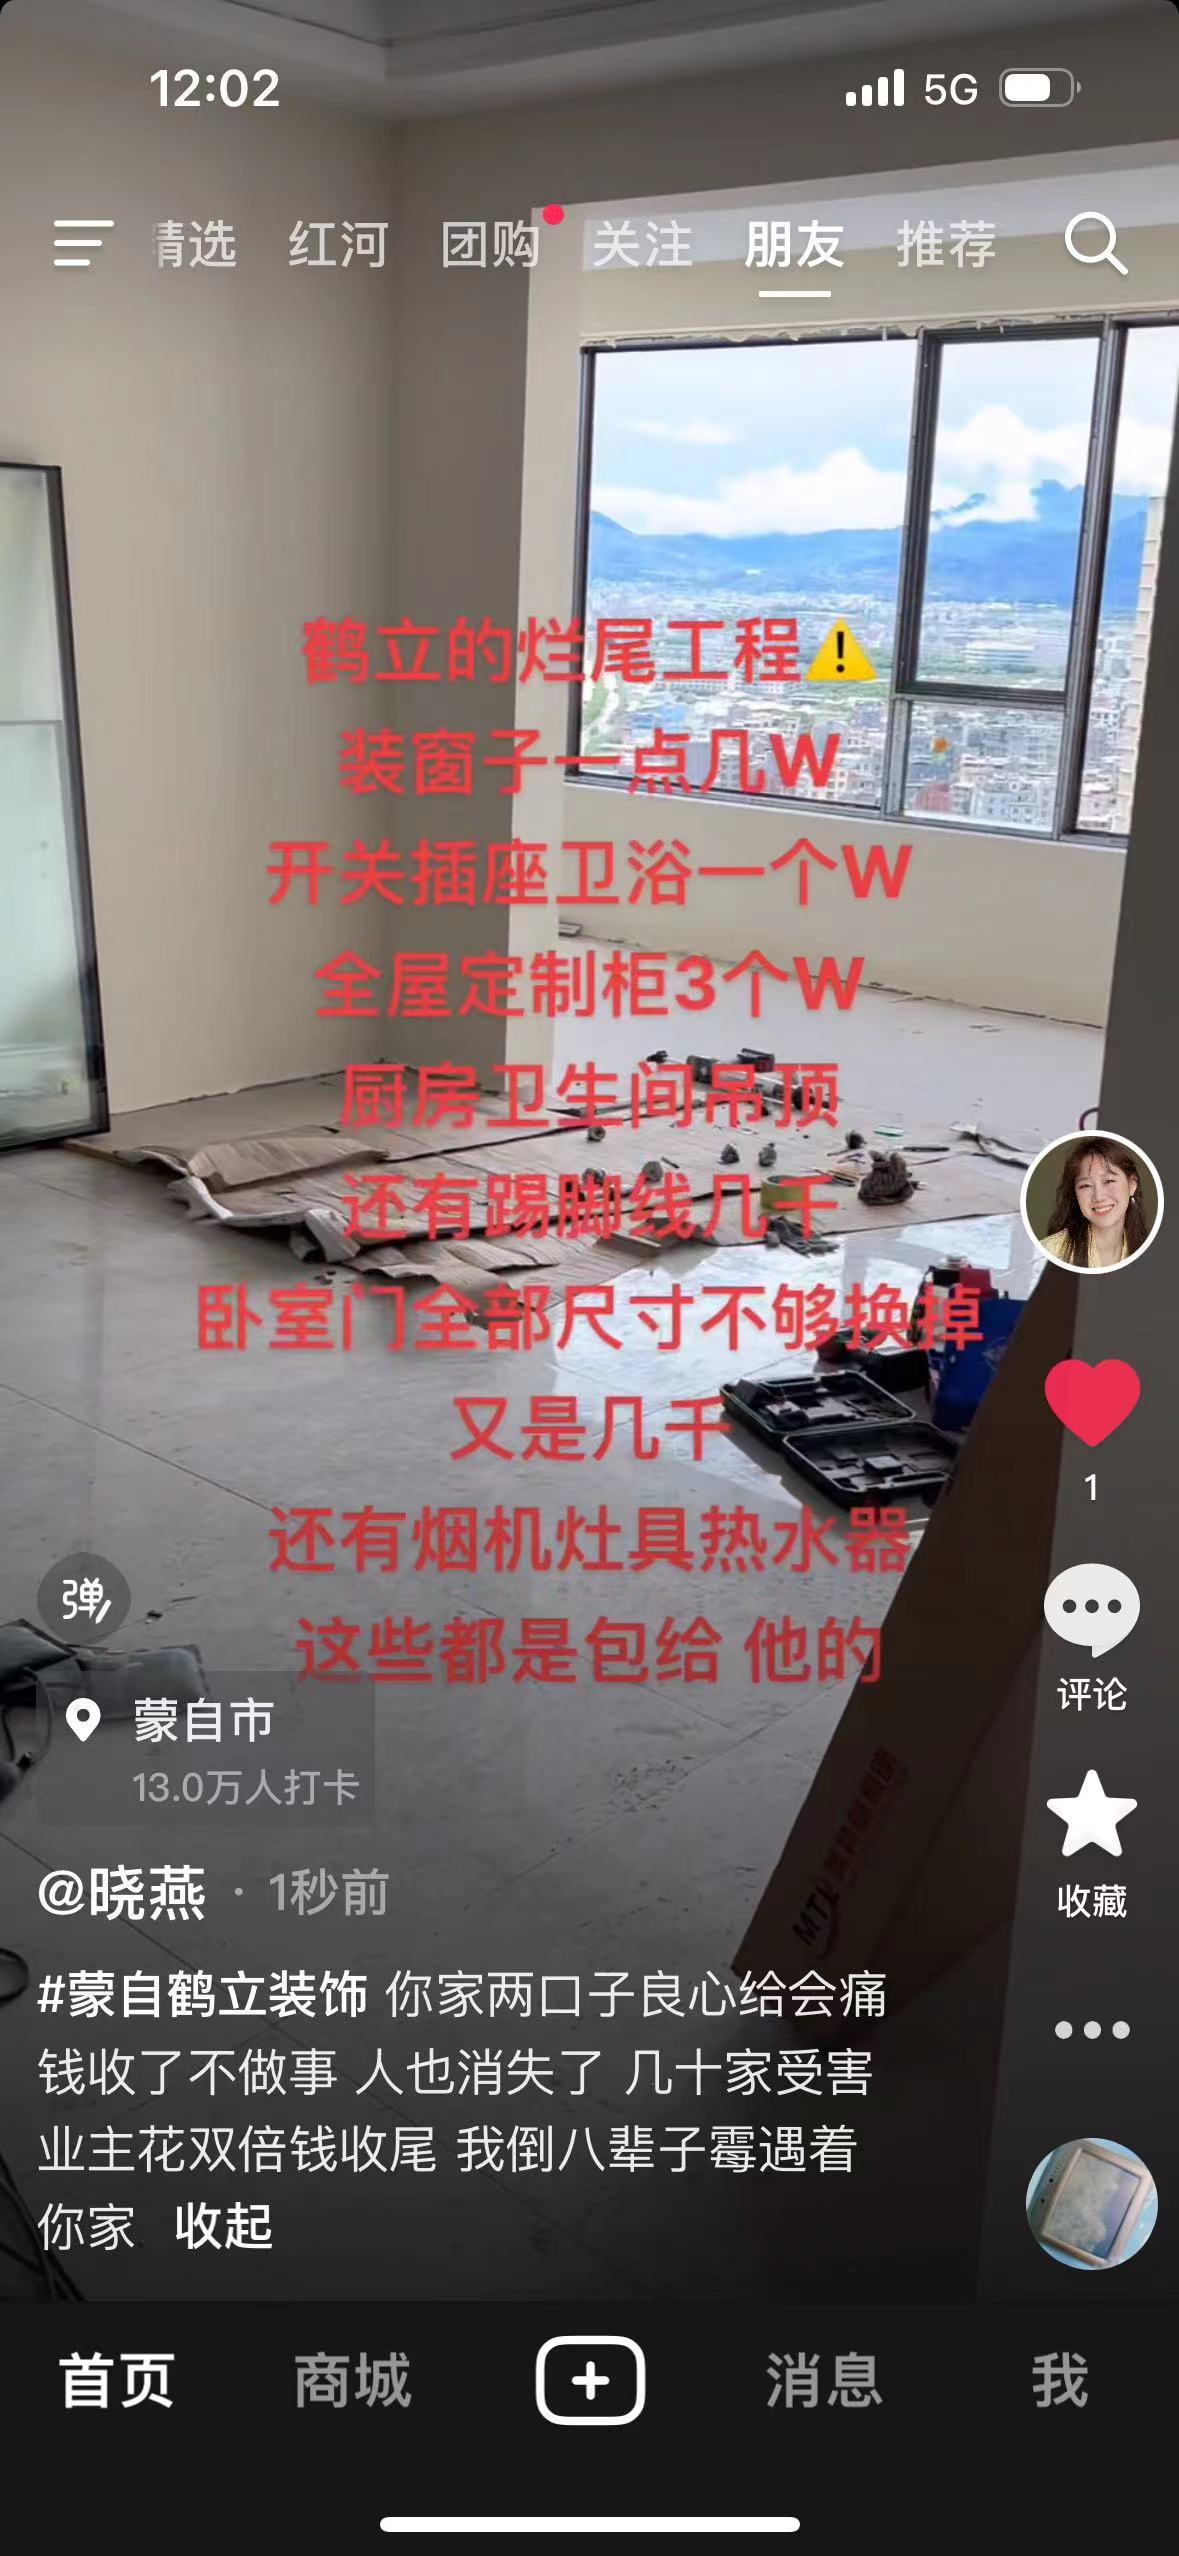 12:02
5G
精选 红河 团购 关注 朋友 推荐
鹤立的烂尾工程⚠️
装窗子一点几W
开关插座卫浴一个W
全屋定制柜3个W
厨房卫生间吊顶
还有踢脚线几千
卧室门全部尺寸不够换掉
又是几千
还有烟机灶具热水器
这些都是包给 他的
1
弹
评论
蒙自市
13.0万人打卡
MTL
收藏
@晓燕 · 1秒前
#蒙自鹤立装饰 你家两口子良心给会痛
钱收了不做事 人也消失了 几十家受害
业主花双倍钱收尾 我倒八辈子霉遇着
你家 收起
首页 商城 消息 我